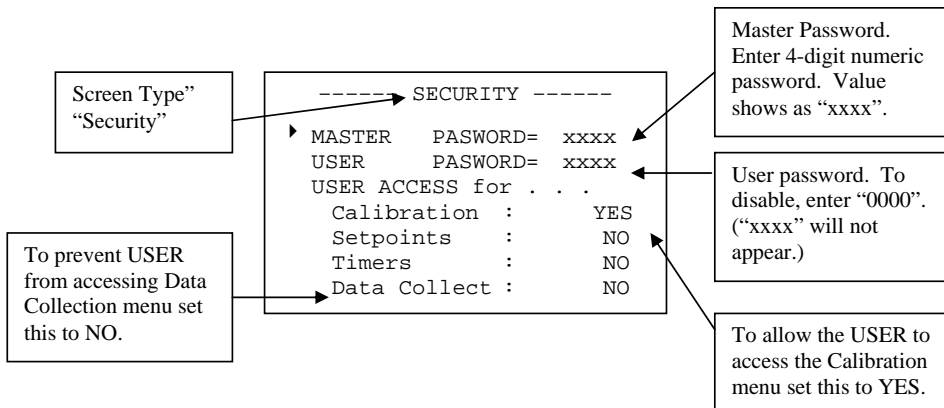 Master Password.
Enter 4-digit numeric
password. Value
shows as “xxxx”.
Screen Type”
“Security”
------ SECURITY ------
MASTER PASWORD= xxxx
USER PASWORD= xxxx
USER ACCESS for . . .
Calibration : YES
Setpoints : NO
Timers : NO
Data Collect : NO
User password. To
disable, enter “0000”.
(“xxxx” will not
appear.)
To prevent USER
from accessing Data
Collection menu set
this to NO.
To allow the USER to
access the Calibration
menu set this to YES.